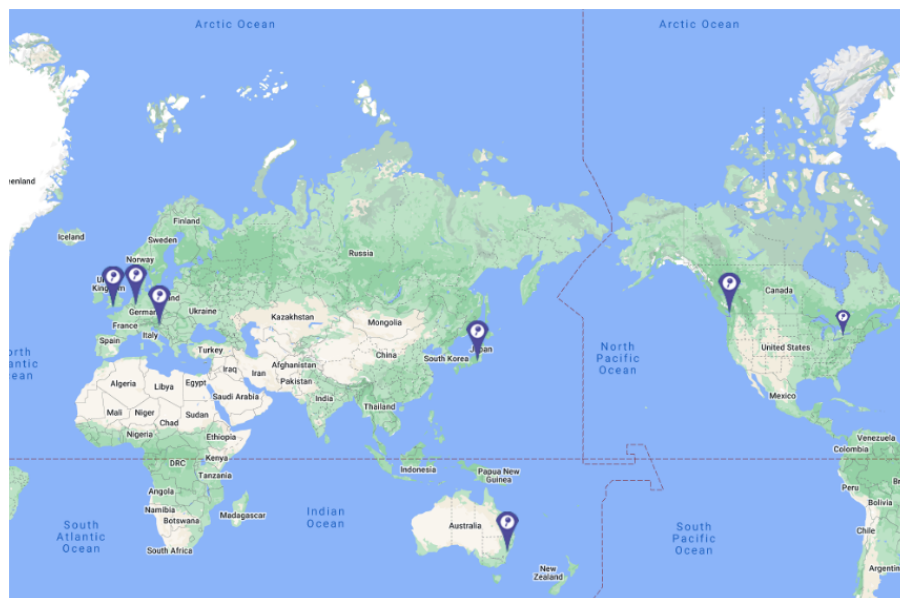 Arctic Ocean
Arctic Ocean
enland
Iceland
Finland
Sweden
Norway
Russia
Canada
Kingdom
German
land
Ukraine
France
Italy
Spain
Turkey
Kazakhstan
Mongolia
China
South Korea
Japan
North
Pacific
Ocean
United States
Mexico
orth
antic
ean
Iraq
Iran
Afghanistan
Pakistan
Algeria
Libya
Egypt
Saudi Arabia
India
Thailand
Mali
Niger
Chad
Sudan
Nigeria
Ethiopia
DRC
Kenya
Tanzania
Indonesia
Papua New
Guinea
Venezuela
Colombia
Peru
Br
Bolivia
Chile
Argentin
Angola
Namibia
Botswana
Madagascar
South Africa
South
Atlantic
Ocean
Indian
Ocean
Australia
New
Zealand
South
Pacific
Ocean